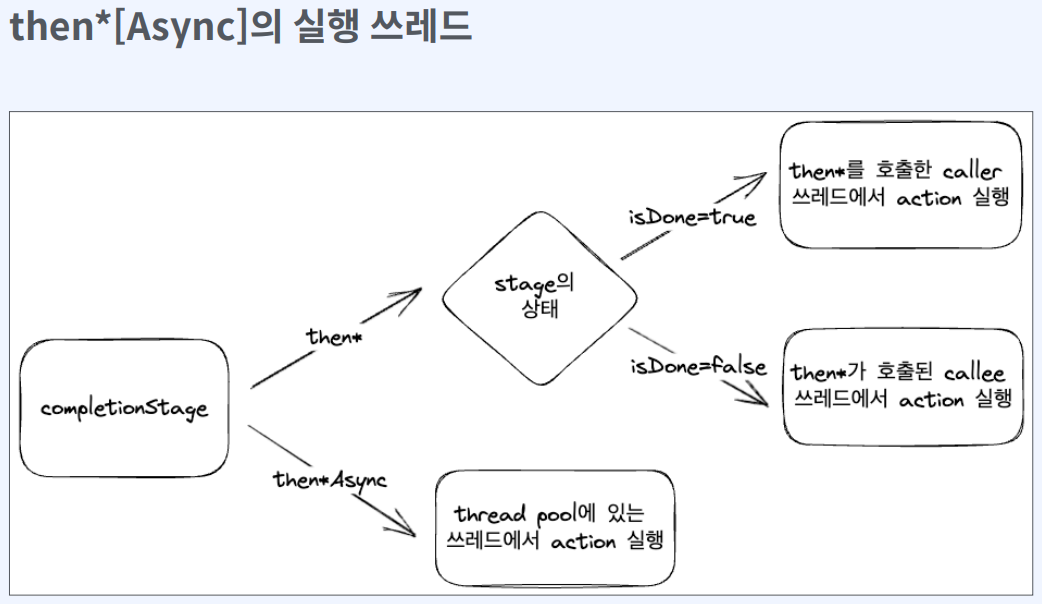 then*[Async]의 실행 쓰레드
then*를 호출한 caller
쓰레드에서 action 실행
isDone=true
stage의
상태
then*
isDone=false
then*가 호출된 callee
쓰레드에서 action 실행
completionStage
then*Async
thread pool에 있는
쓰레드에서 action 실행